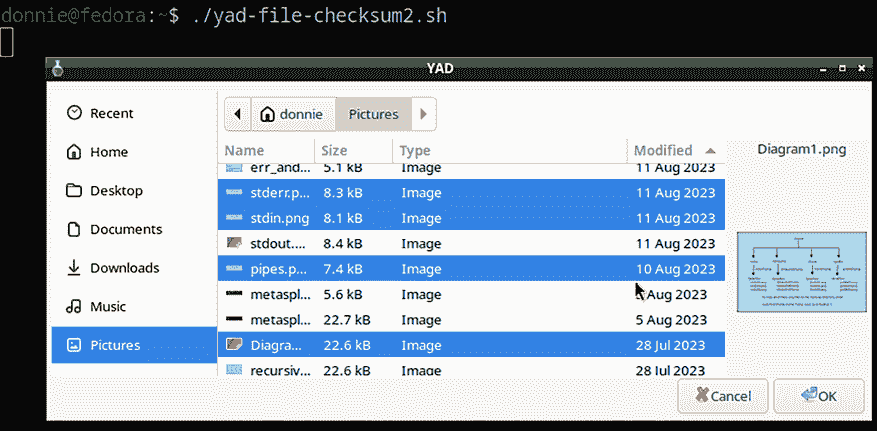 donnie@fedora:~$ ./yad-file-checksum2.sh
YAD
Recent
Home
Desktop
Documents
Downloads
Music
Pictures
donnie Pictures
Name Size Type Modified
err_and... 5.1 kB Image 11 Aug 2023
stderr.p... 8.3 kB Image 11 Aug 2023
stdin.png 8.1 kB Image 11 Aug 2023
stdout.... 8.4 kB Image 11 Aug 2023
pipes.p... 7.4 kB Image 10 Aug 2023
metaspl... 5.6 kB Image Aug 2023
metaspl... 22.7 kB Image 5 Aug 2023
Diagra... 22.6 kB Image 28 Jul 2023
recursiv... 22.6 kB Image 28 Jul 2023
Diagram1.png
Cancel OK